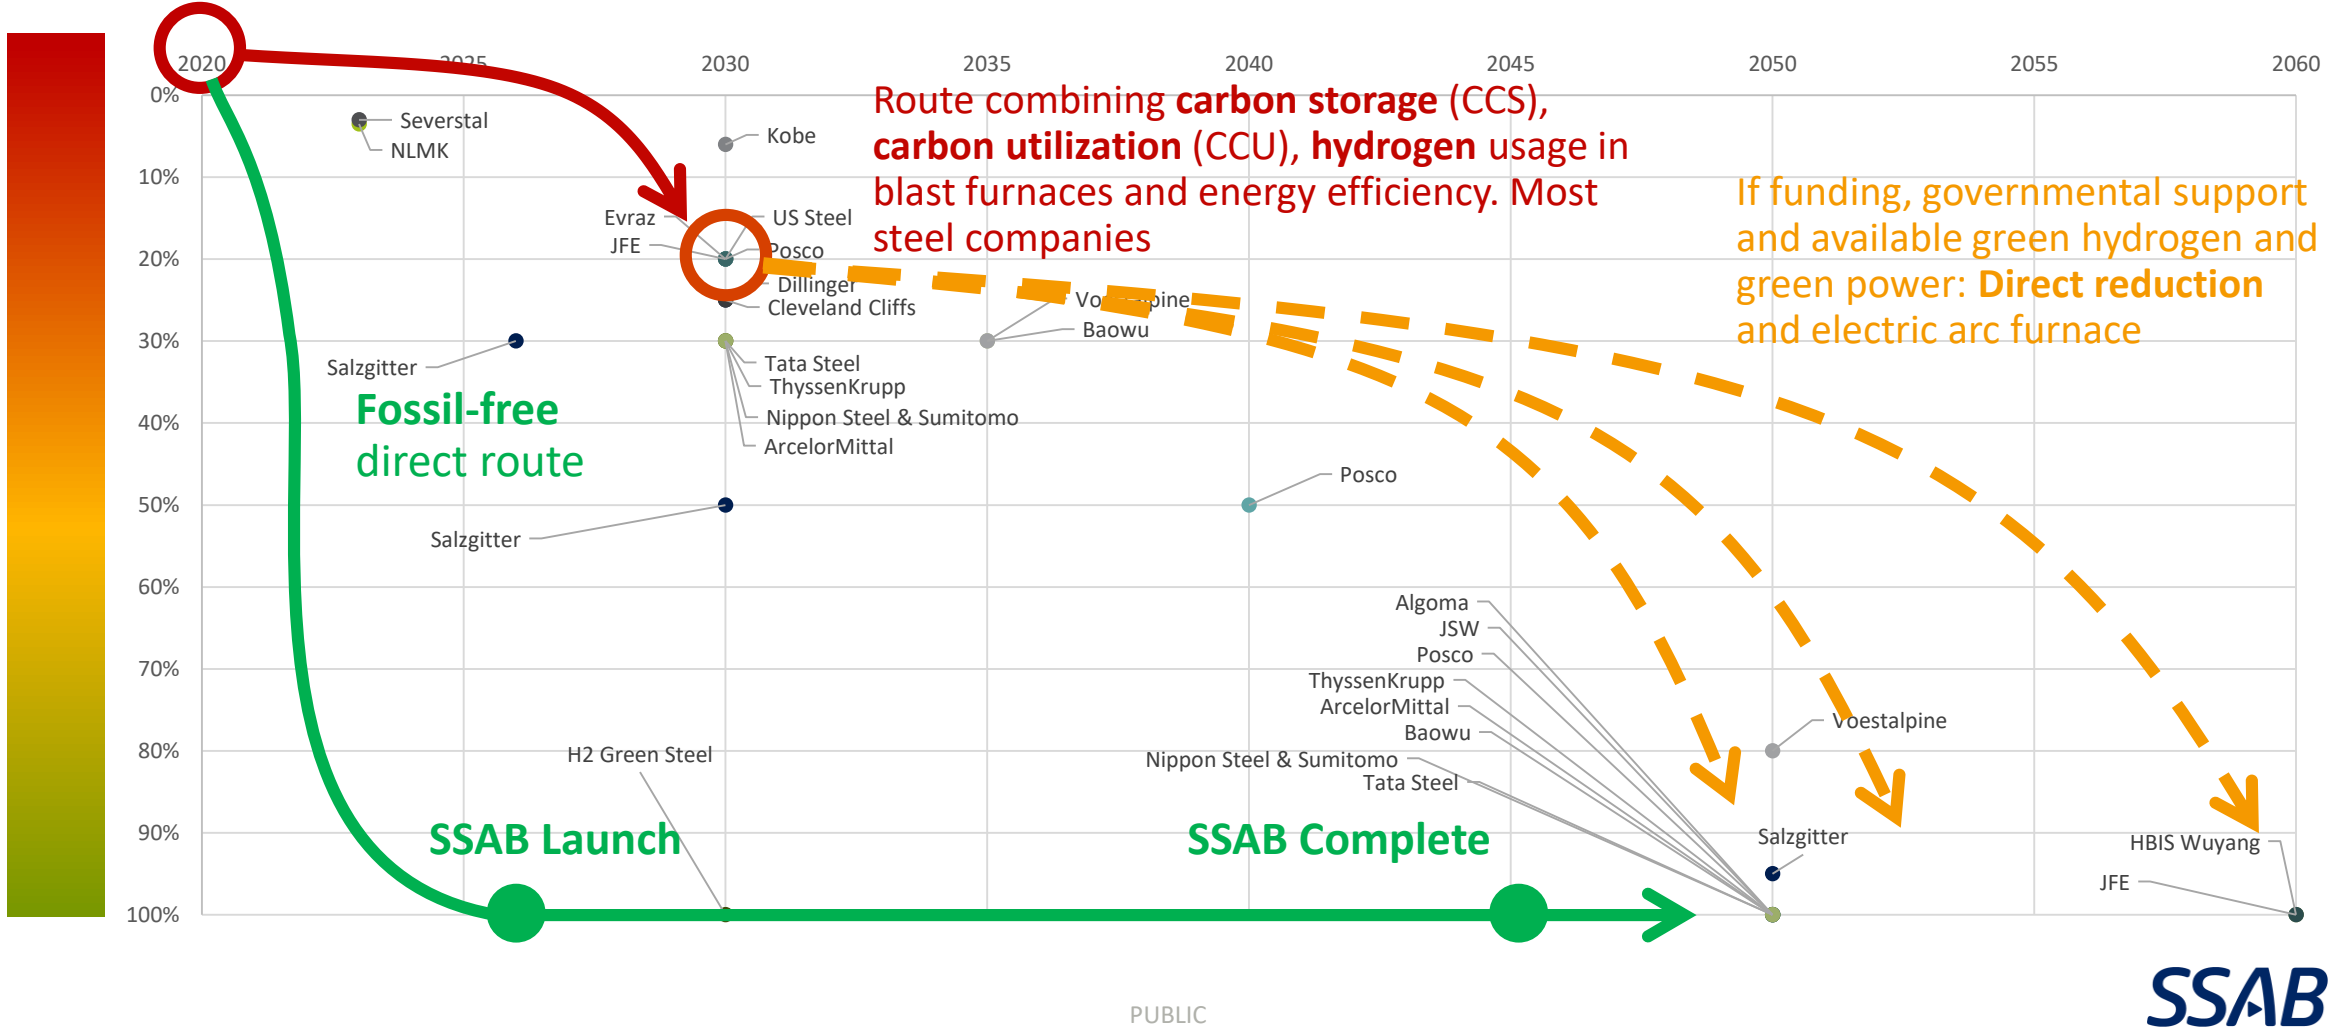 2020 2025 2030 2035 2040 2045 2050 2055 2060
0%
10%
20%
30%
40%
50%
60%
70%
80%
90%
100%
Severstal
NLMK
Kobe
Evraz
US Steel
JFE
Posco
Dillinger
Cleveland Cliffs
Route combining carbon storage (CCS),
carbon utilization (CCU), hydrogen usage in
blast furnaces and energy efficiency. Most
steel companies
If funding, governmental support
and available green hydrogen and
green power: Direct reduction
and electric arc furnace
Voestalpine
Baowu
Salzgitter
Tata Steel
ThyssenKrupp
Nippon Steel & Sumitomo
ArcelorMittal
Fossil-free
direct route
Posco
Salzgitter
Algoma
JSW
Posco
ThyssenKrupp
ArcelorMittal
Baowu
Nippon Steel & Sumitomo
Tata Steel
Voestalpine
H2 Green Steel
SSAB Launch
SSAB Complete
Salzgitter
HBIS Wuyang
JFE
SSAB
PUBLIC